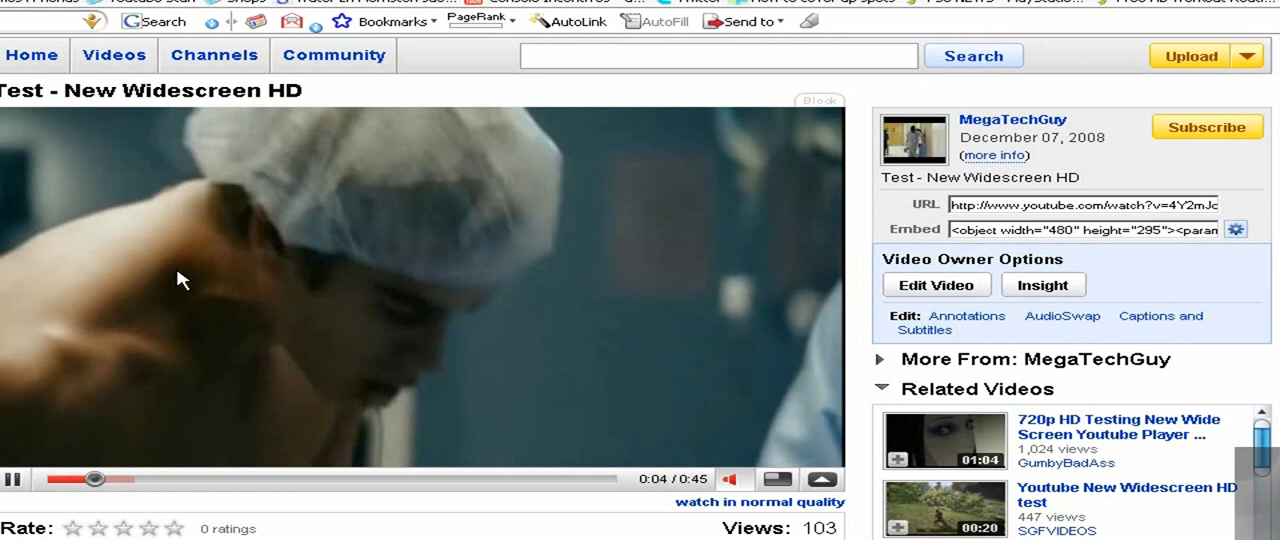 Search
Bookmarks
PageRank
AutoLink
AutoFill
Send to
Home
Videos
Channels
Community
Search
Upload
Test - New Widescreen HD
Block
MegaTechGuy
December 07, 2008
(more info)
Subscribe
Test - New Widescreen HD
URL
http://www.youtube.com/watch?v=4Y2mJc
Embed
<object width="480" height="295"><param
Video Owner Options
Edit Video
Insight
Edit: Annotations AudioSwap Captions and
Subtitles
More From: MegaTechGuy
Related Videos
720p HD Testing New Wide
Screen Youtube Player ...
1,024 views
GumbyBadAss
01:04
Youtube New Widescreen HD
test
447 views
SGFVIDEOS
00:20
0:04 / 0:45
watch in normal quality
Rate:
0 ratings
Views: 103